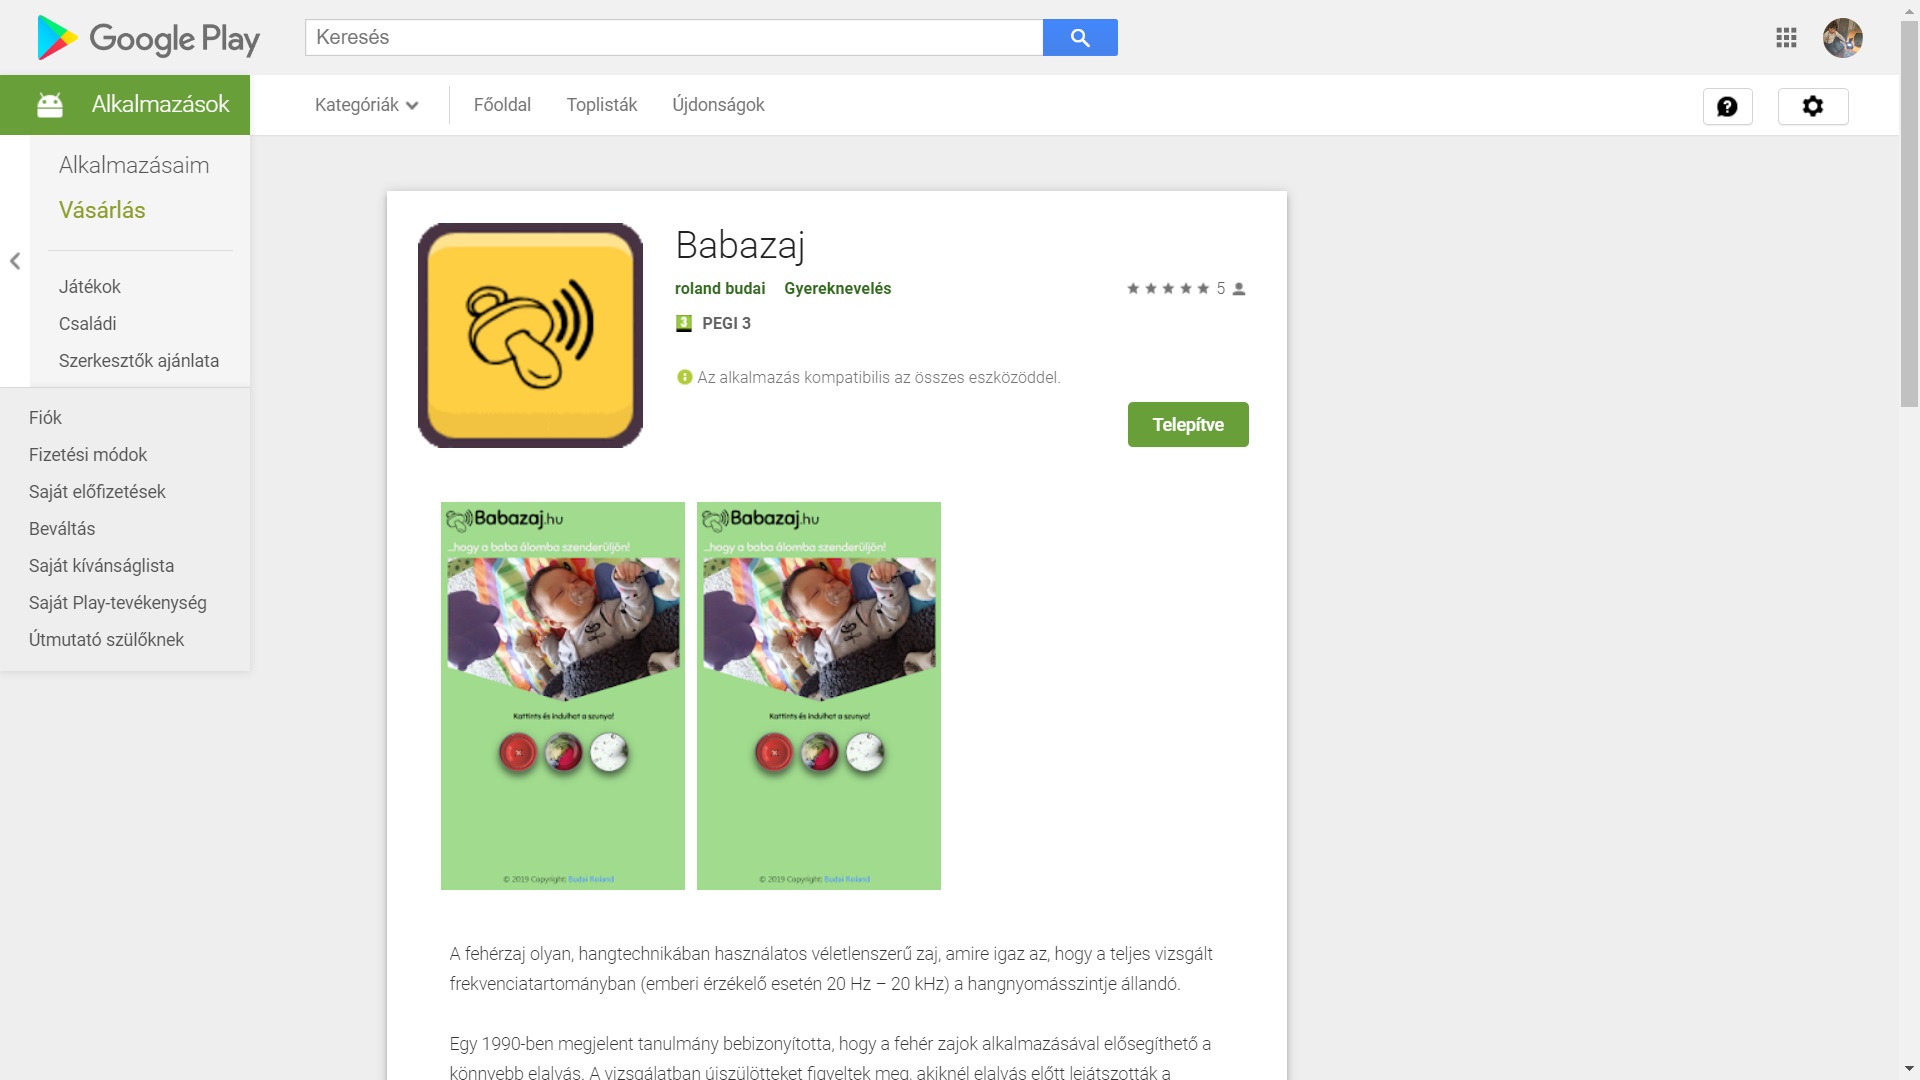 Google Play
Keresés
Alkalmazások
Kategóriák
Főoldal
Toplisták
Újdonságok
Alkalmazásaim
Vásárlás
Játékok
Családi
Szerkesztők ajánlata
Fiók
Fizetési módok
Saját előfizetések
Beváltás
Saját kívánságlista
Saját Play-tevékenység
Útmutató szülőknek
Babazaj
roland budai Gyereknevelés
5
3 PEGI 3
Az alkalmazás kompatibilis az összes eszközöddel.
Telepítve
Babazaj.hu
...hogy a baba álomba szenderüljön!
Kattints és indulhat a szunya!
© 2019 Copyright: Budai Roland
Babazaj.hu
...hogy a baba álomba szenderüljön!
Kattints és indulhat a szunya!
© 2019 Copyright: Budai Roland
A fehérzaj olyan, hangtechnikában használatos véletlenszerű zaj, amire igaz az, hogy a teljes vizsgált
frekvenciatartományban (emberi érzékelő esetén 20 Hz – 20 kHz) a hangnyomásszintje állandó.
Egy 1990-ben megjelent tanulmány bebizonyította, hogy a fehér zajok alkalmazásával elősegíthető a
könnyebb elalvás. A vizsgálatban újszülötteket figyeltek meg, akiknél elalvás előtt lejátszották a